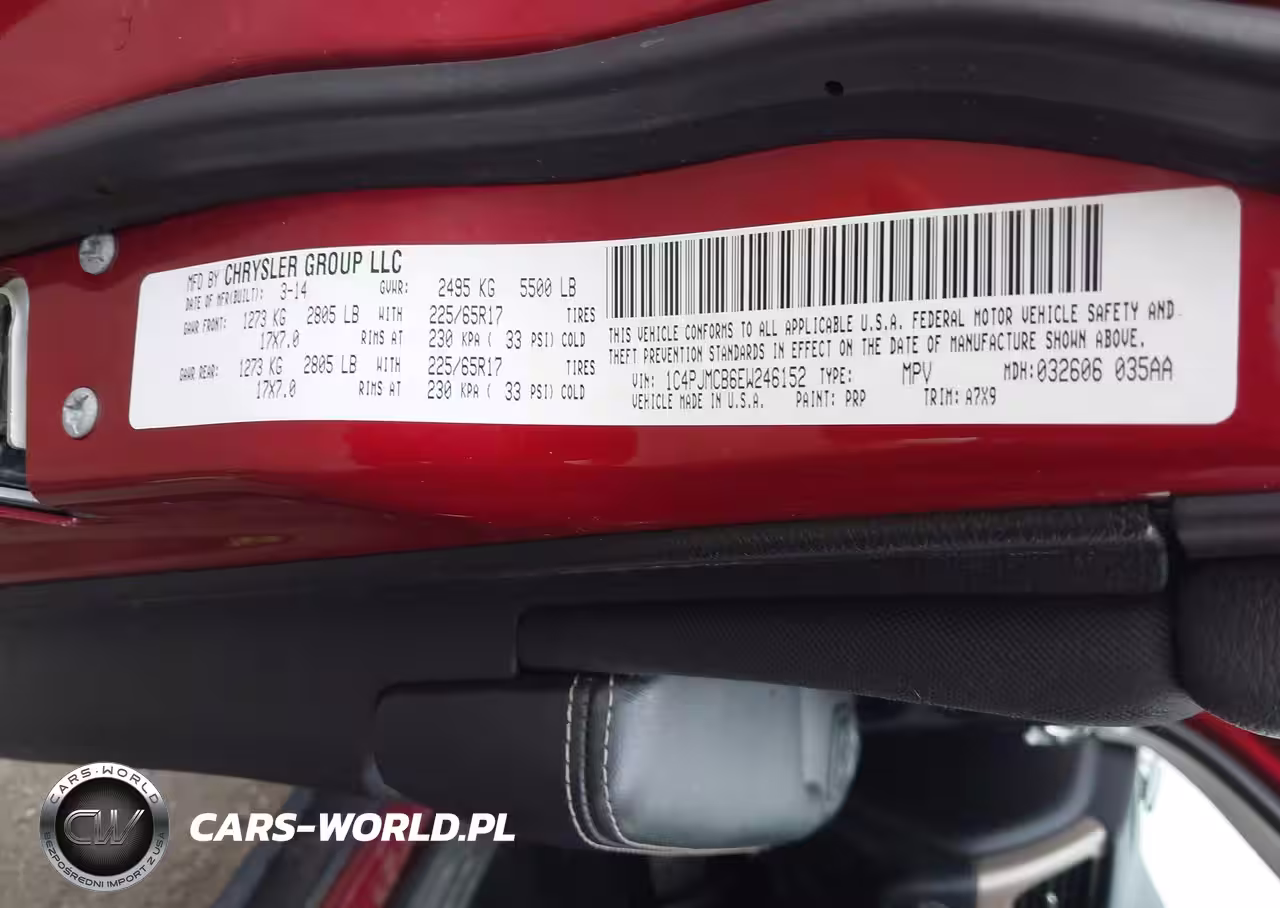 MFD BY CHRYSLER GROUP LLC
DATE OF MFR(BUILT): 3-14 GVWR: 2495 KG 5500 LB
GAWR FRONT: 1273 KG 2805 LB WITH 225/65R17 TIRES
17X7.0 RIMS AT 230 KPA ( 33 PSI) COLD
GAWR REAR: 1273 KG 2805 LB WITH 225/65R17 TIRES
17X7.0 RIMS AT 230 KPA ( 33 PSI) COLD
THIS VEHICLE CONFORMS TO ALL APPLICABLE U.S.A. FEDERAL MOTOR VEHICLE SAFETY AND
THEFT PREVENTION STANDARDS IN EFFECT ON THE DATE OF MANUFACTURE SHOWN ABOVE.
VIN: 1C4PJMCB6EW246152 TYPE: MPV MDH:032606 035AA
VEHICLE MADE IN U.S.A. PAINT: PRP TRIM: A7X9
CARS-WORLD
CW
BEZPOŚREDNI IMPORT Z USA
CARS-WORLD.PL